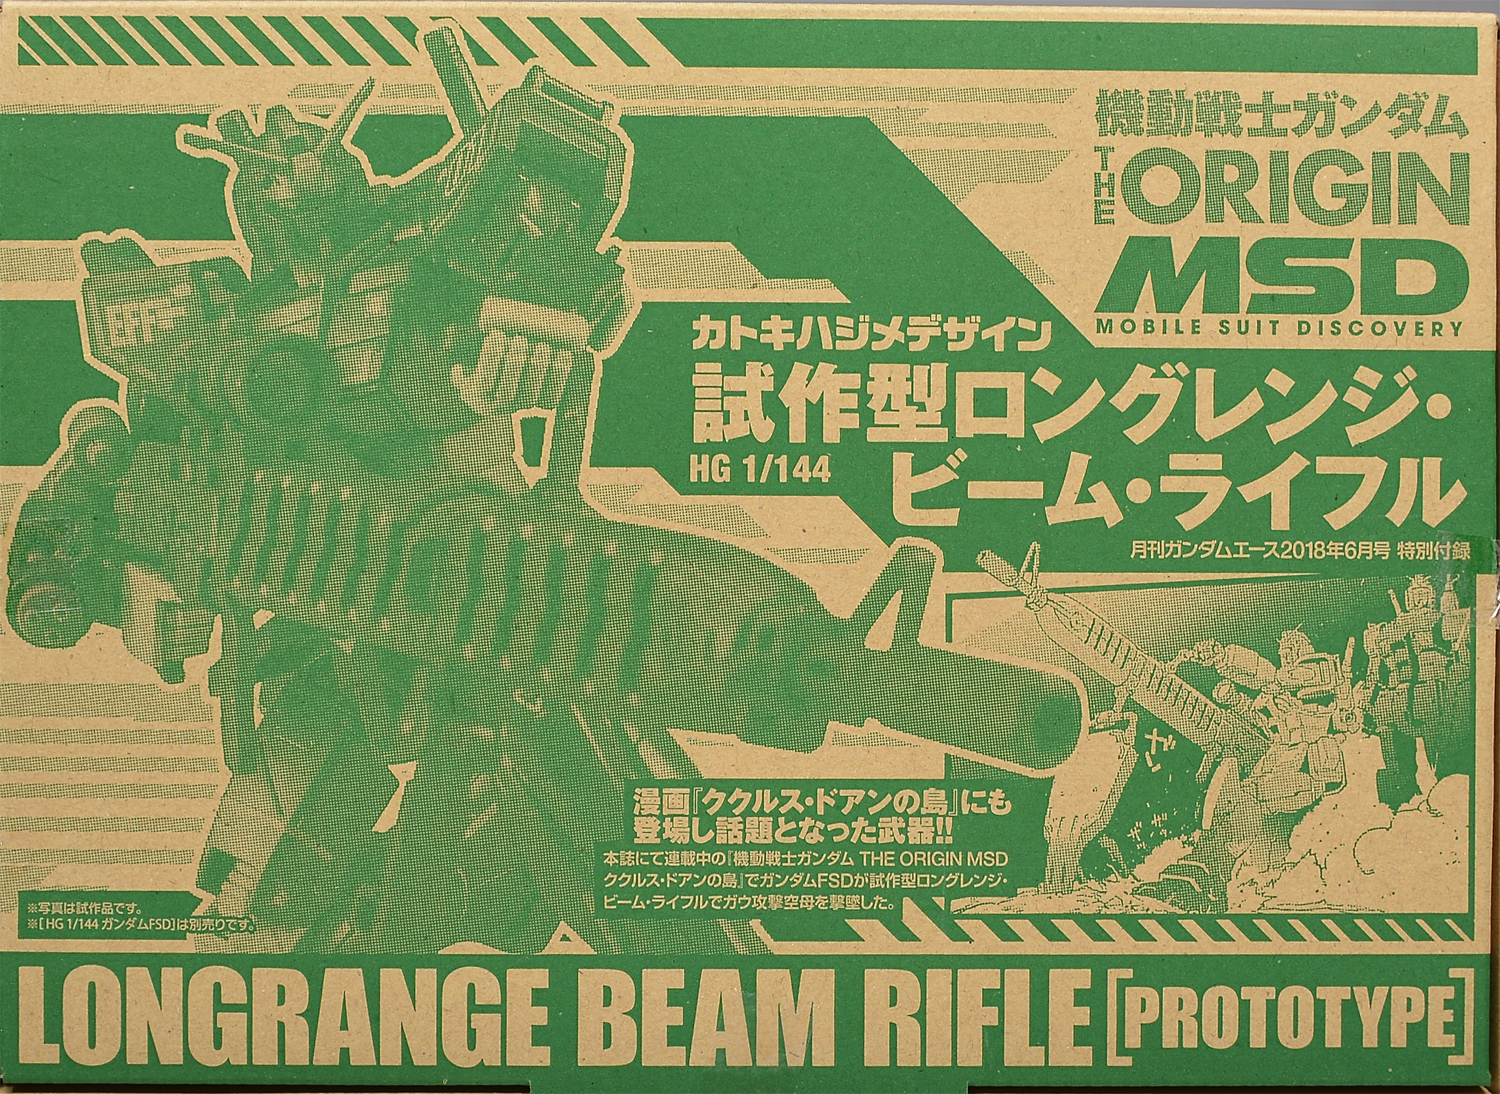 機動戦士ガンダム
THE ORIGIN
MSD
MOBILE SUIT DISCOVERY
カトキハジメデザイン
試作型ロングレンジ・
HG 1/144
ビーム・ライフル
月刊ガンダムエース2018年6月号 特別付録
EFF
漫画『ククルス・ドアンの島』にも
登場し話題となった武器!!
本誌にて連載中の『機動戦士ガンダム THE ORIGIN MSD
ククルス・ドアンの島』でガンダムFSDが試作型ロングレンジ・
ビーム・ライフルでガウ攻撃空母を撃墜した。
※写真は試作品です。
※[HG 1/144 ガンダムFSD]は別売りです。
LONGRANGE BEAM RIFLE [PROTOTYPE]